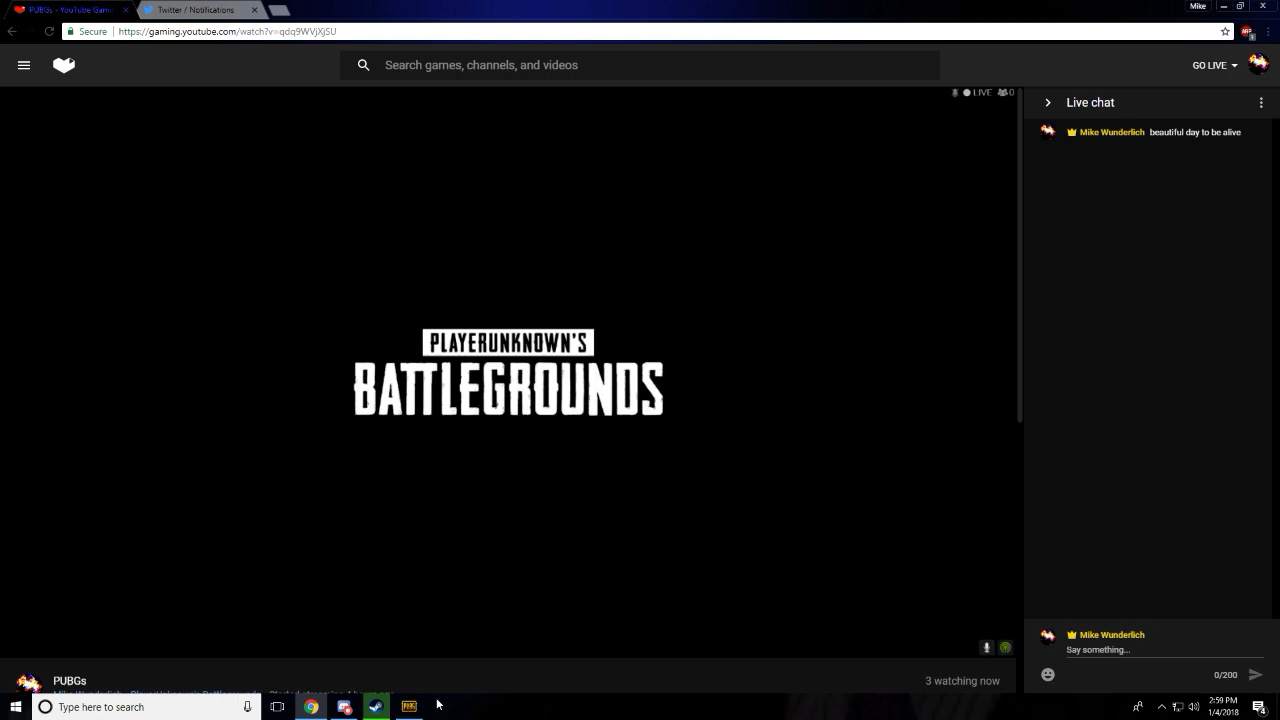 PUBGs - YouTube Gami
Twitter / Notifications
Mike
Secure
https://gaming.youtube.com/watch?v=qdq9WVjXjSU
Search games, channels, and videos
GO LIVE
LIVE
0
Live chat
Mike Wunderlich beautiful day to be alive
PLAYERUNKNOWN'S
BATTLEGROUNDS
Mike Wunderlich
Say something...
0/200
PUBGs
3 watching now
Type here to search
PUBG
2:59 PM
1/4/2018
4